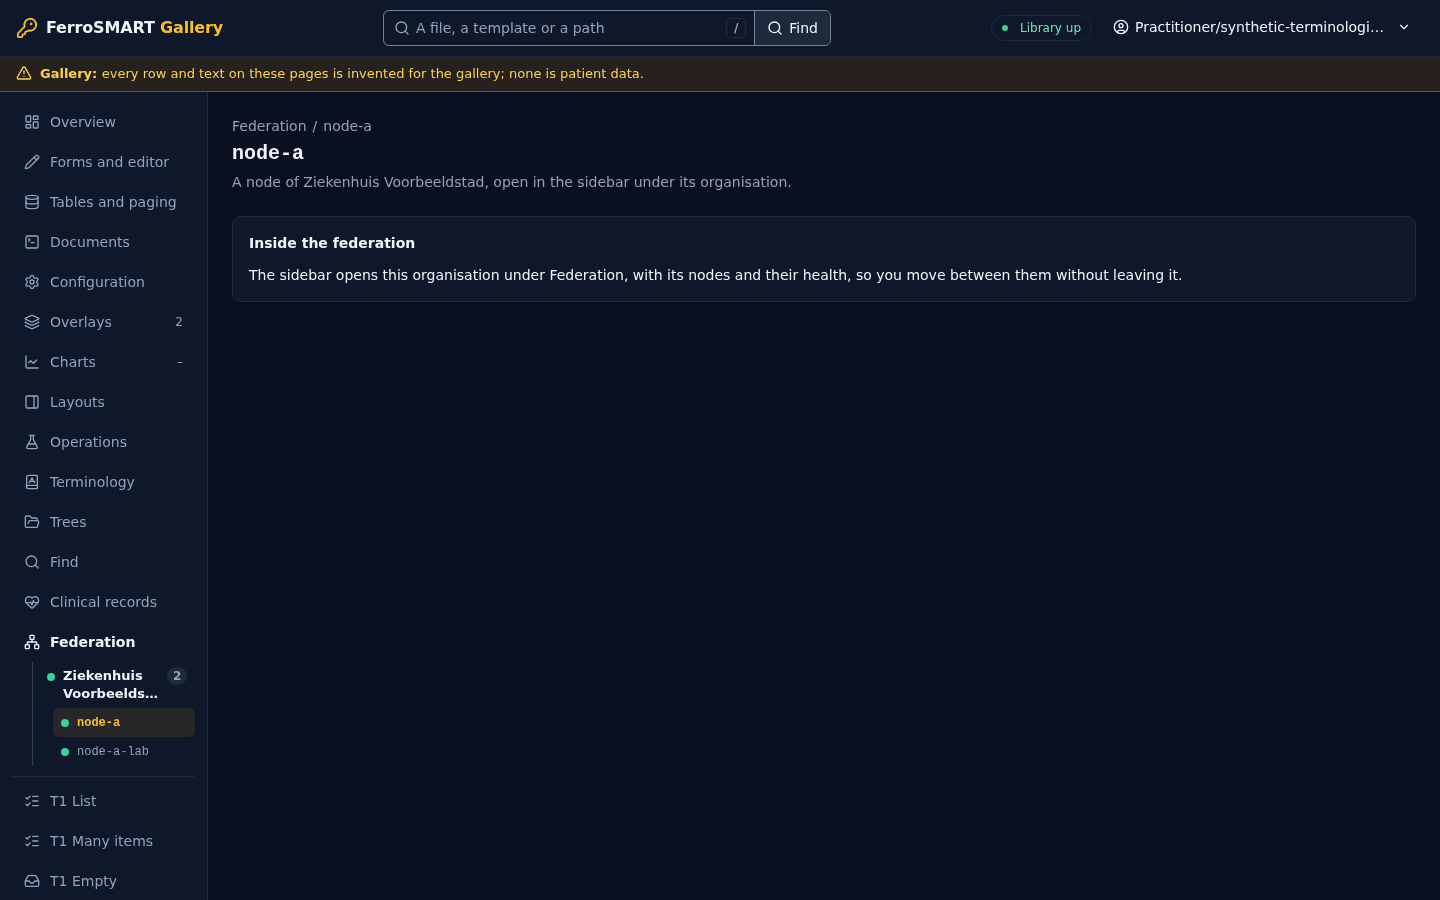 FerroSMART Gallery
A file, a template or a path
/
Find
Library up
Practitioner/synthetic-terminologi…
Gallery: every row and text on these pages is invented for the gallery; none is patient data.
Overview
Forms and editor
Tables and paging
Documents
Configuration
Overlays 2
Charts –
Layouts
Operations
Terminology
Trees
Find
Clinical records
Federation
Ziekenhuis 2
Voorbeelds…
node-a
node-a-lab
T1 List
T1 Many items
T1 Empty
Federation / node-a
node-a
A node of Ziekenhuis Voorbeeldstad, open in the sidebar under its organisation.
Inside the federation
The sidebar opens this organisation under Federation, with its nodes and their health, so you move between them without leaving it.